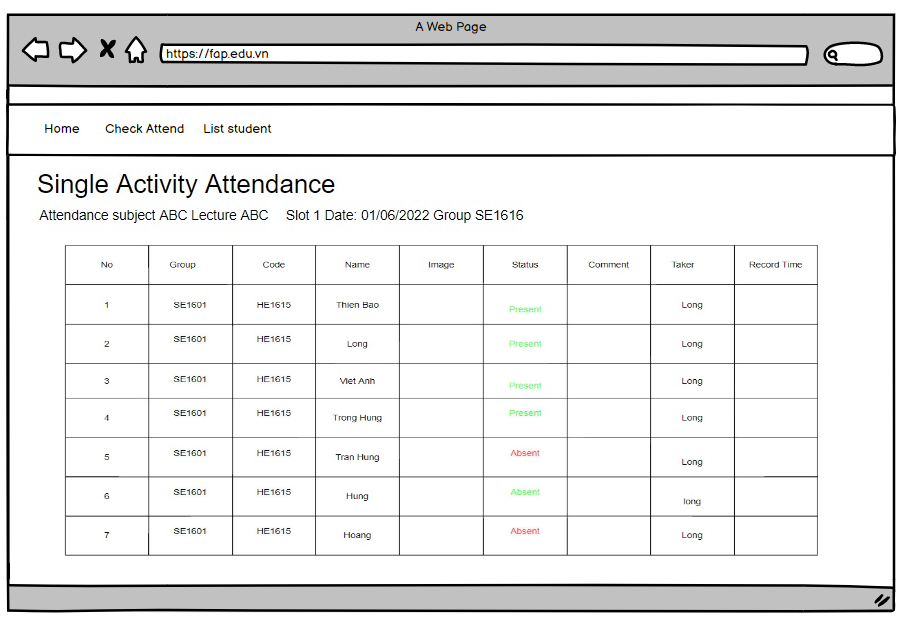 A Web Page
https://fap.edu.vn
Home Check Attend List student
Single Activity Attendance
Attendance subject ABC Lecture ABC Slot 1 Date: 01/06/2022 Group SE1616
No Group Code Name Image Status Comment Taker Record Time
1 SE1601 HE1615 Thien Bao Present Long
2 SE1601 HE1615 Long Present Long
3 SE1601 HE1615 Viet Anh Present Long
4 SE1601 HE1615 Trong Hung Present Long
5 SE1601 HE1615 Tran Hung Absent Long
6 SE1601 HE1615 Hung Absent long
7 SE1601 HE1615 Hoang Absent Long